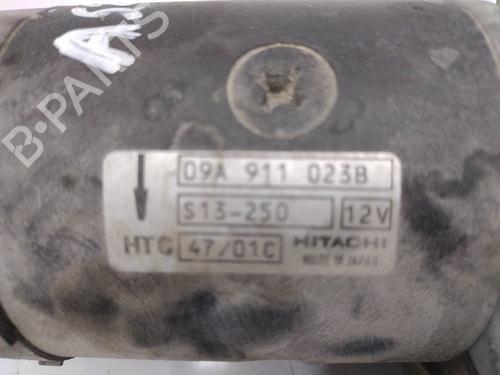 B-PARTS
09A 911 023B
S13-250 12V
HTC 47/01C HITACHI
MADE IN JAPAN